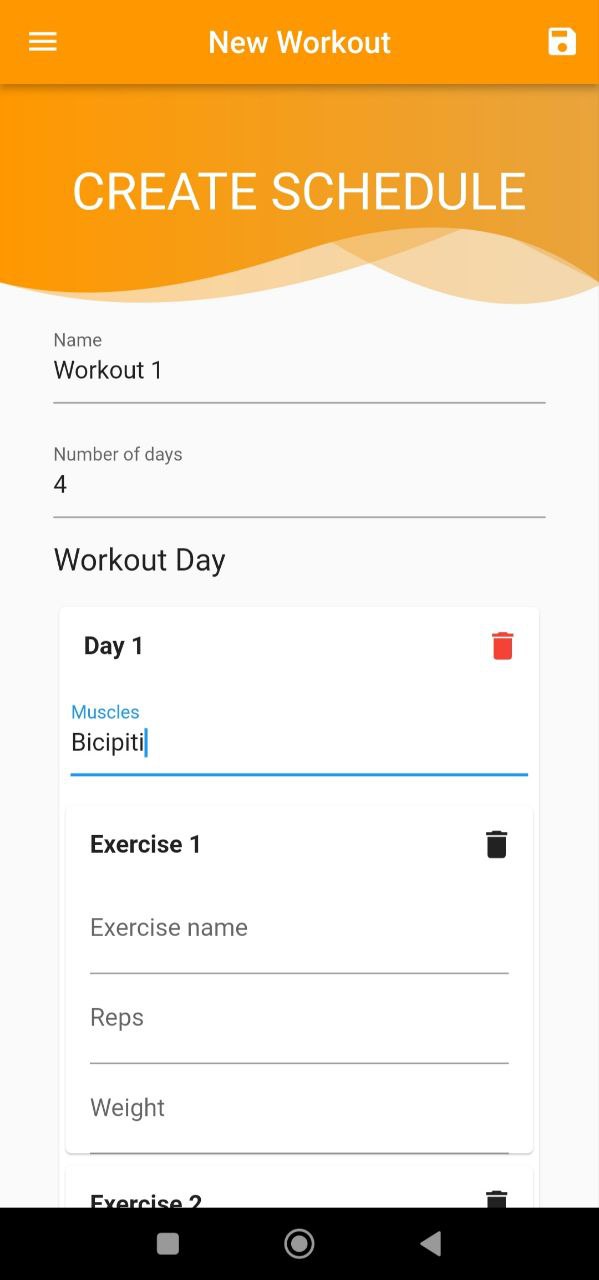 New Workout
CREATE SCHEDULE
Name
Workout 1
Number of days
4
Workout Day
Day 1
Muscles
Bicipiti
Exercise 1
Exercise name
Reps
Weight
Exercise 2